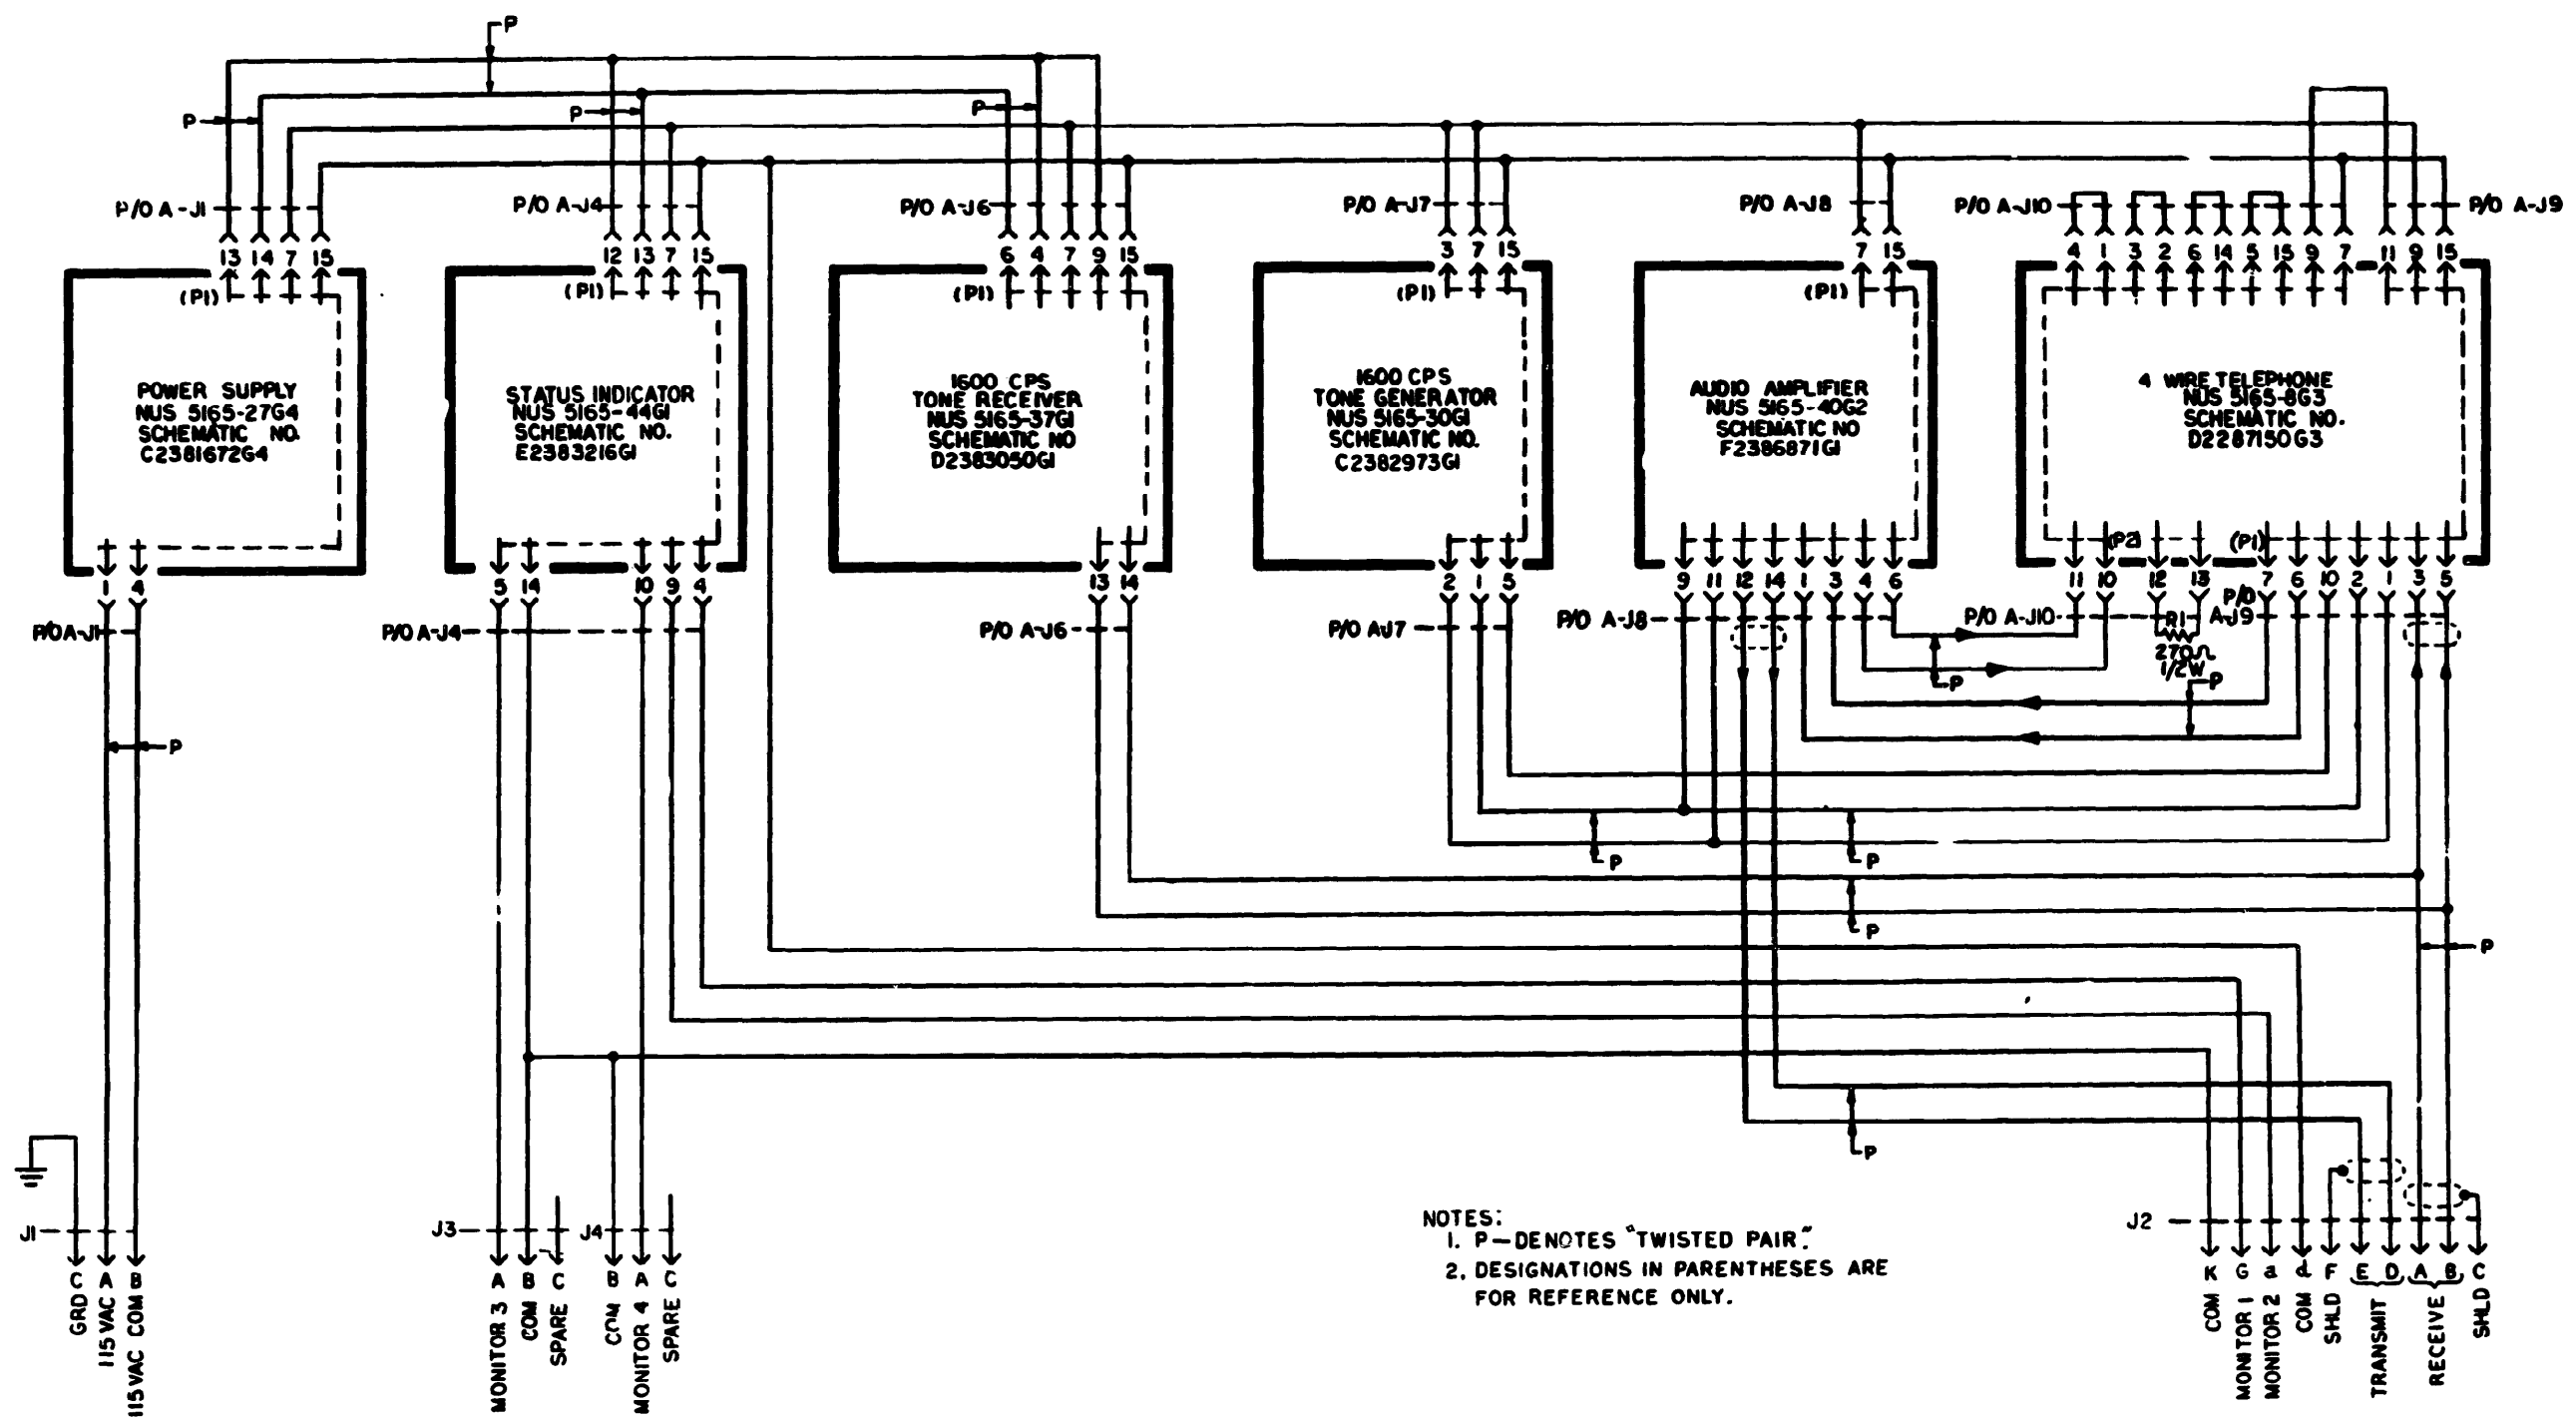 P
P
P
P
P/O A-J1
P/O A-J4
P/O A-J6
P/O A-J7
P/O A-J8
P/O A-J10
P/O A-J9
13 14 7 15
12 13 7 15
6 4 7 9 15
3 7 15
7 15
4 1 3 2 6 14 5 15 9 7 11 9 15
(P1)
(P1)
(P1)
(P1)
(P1)
POWER SUPPLY
NUS 5165-27G4
SCHEMATIC NO.
C2381672G4
STATUS INDICATOR
NUS 5165-44G1
SCHEMATIC NO.
E2383216G1
1600 CPS
TONE RECEIVER
NUS 5165-37G1
SCHEMATIC NO
D2383050G1
1600 CPS
TONE GENERATOR
NUS 5165-30G1
SCHEMATIC NO.
C2382973G1
AUDIO AMPLIFIER
NUS 5165-40G2
SCHEMATIC NO
F2386871G1
4 WIRE TELEPHONE
NUS 5165-8G3
SCHEMATIC NO.
D2287150G3
(P2)
(P1)
1 4
5 14 10 9 4
13 14
2 1 5
9 11 12 14 1 3 4 6
11 10 12 13 7 6 10 2 1 3 5
P/O A-J1
P/O A-J4
P/O A-J6
P/O A-J7
P/O A-J8
P/O A-J10
R1
270Ω
1/2W
P/O
A-J9
P
P
P
P
P
P
P
P
J1
C A B
GRD
115 VAC
115 VAC COM
J3
A B C
MONITOR 3
COM
SPARE
J4
B A C
COM
MONITOR 4
SPARE
NOTES:
1. P—DENOTES "TWISTED PAIR."
2. DESIGNATIONS IN PARENTHESES ARE
FOR REFERENCE ONLY.
J2
K G a d F E D A B C
COM
MONITOR 1
MONITOR 2
COM
SHLD
TRANSMIT
RECEIVE
SHLD